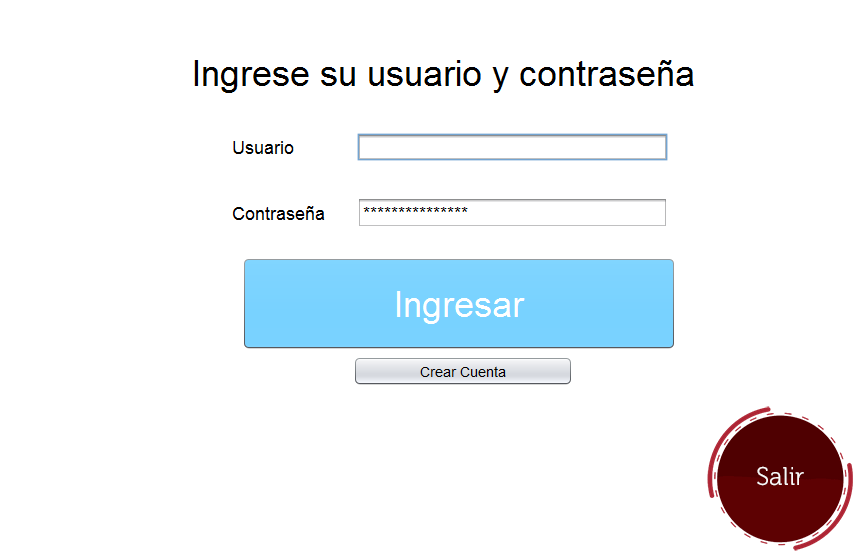 Ingrese su usuario y contraseña
Usuario
Contraseña
***************
Ingresar
Crear Cuenta
Salir